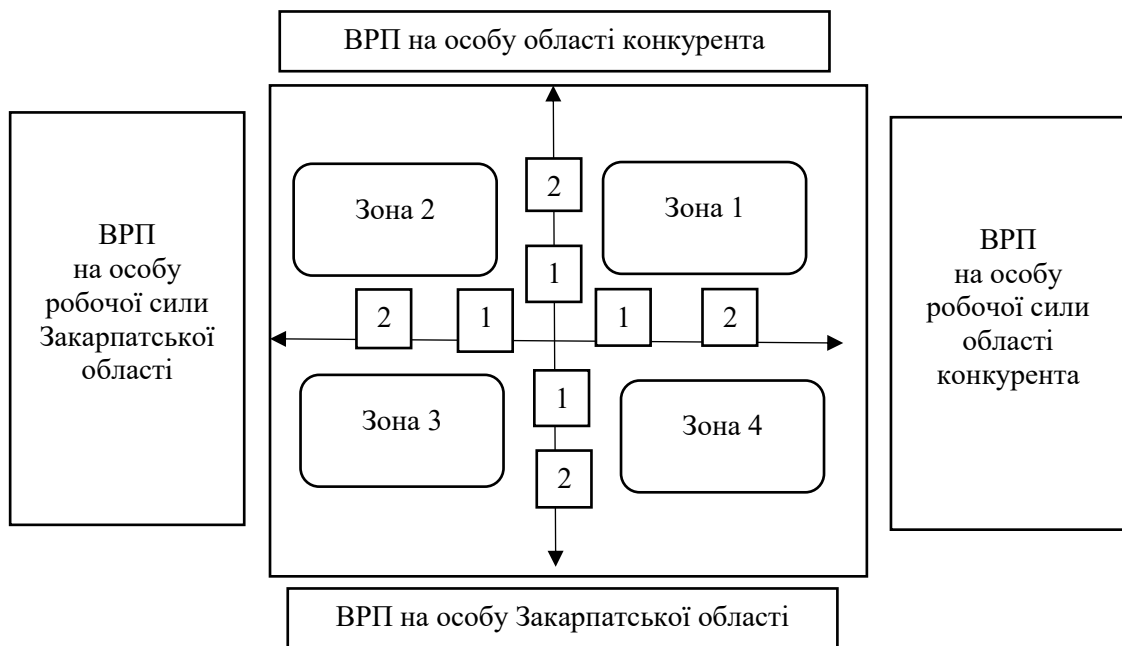 ВРП на особу області конкурента
ВРП
на особу
робочої сили
Закарпатської
області
Зона 2
2
Зона 1
1
2
1
1
2
Зона 3
1
Зона 4
2
ВРП
на особу
робочої сили
області
конкурента
ВРП на особу Закарпатської області